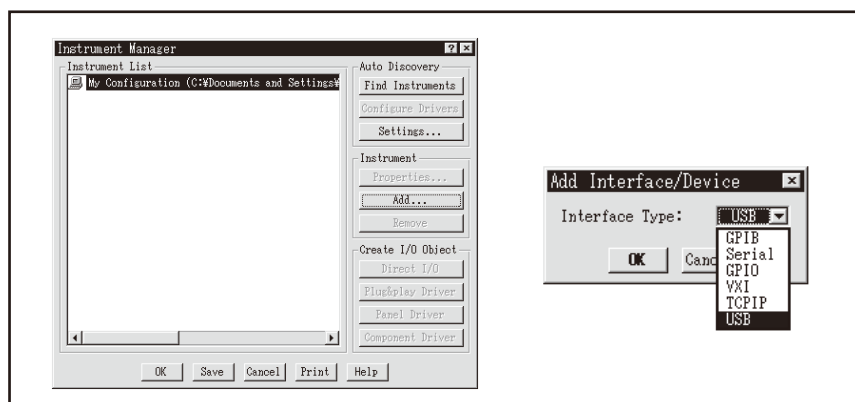 Instrument Manager
Instrument List
My Configuration (C:¥Documents and Settings¥
Auto Discovery
Find Instruments
Configure Drivers
Settings...
Instrument
Properties...
Add...
Remove
Create I/O Object
Direct I/O
Plug&play Driver
Panel Driver
Component Driver
OK Save Cancel Print Help
Add Interface/Device
Interface Type: USB
OK Canc
GPIB
Serial
GPIO
VXI
TCPIP
USB